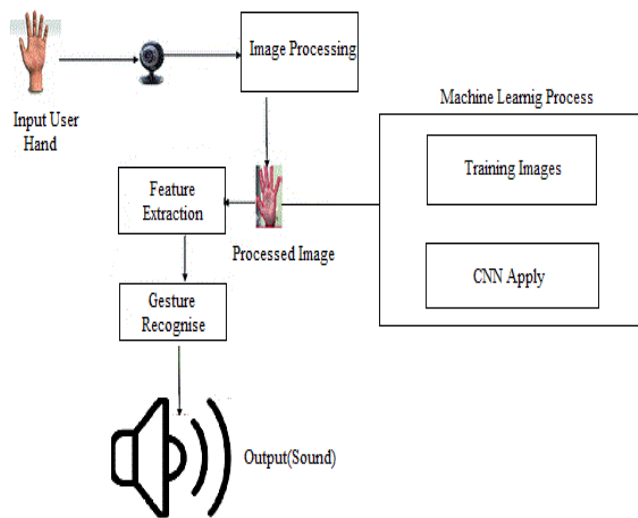 Image Processing
Input User
Hand
Machine Learnig Process
Training Images
Feature
Extraction
Processed Image
CNN Apply
Gesture
Recognise
Output(Sound)